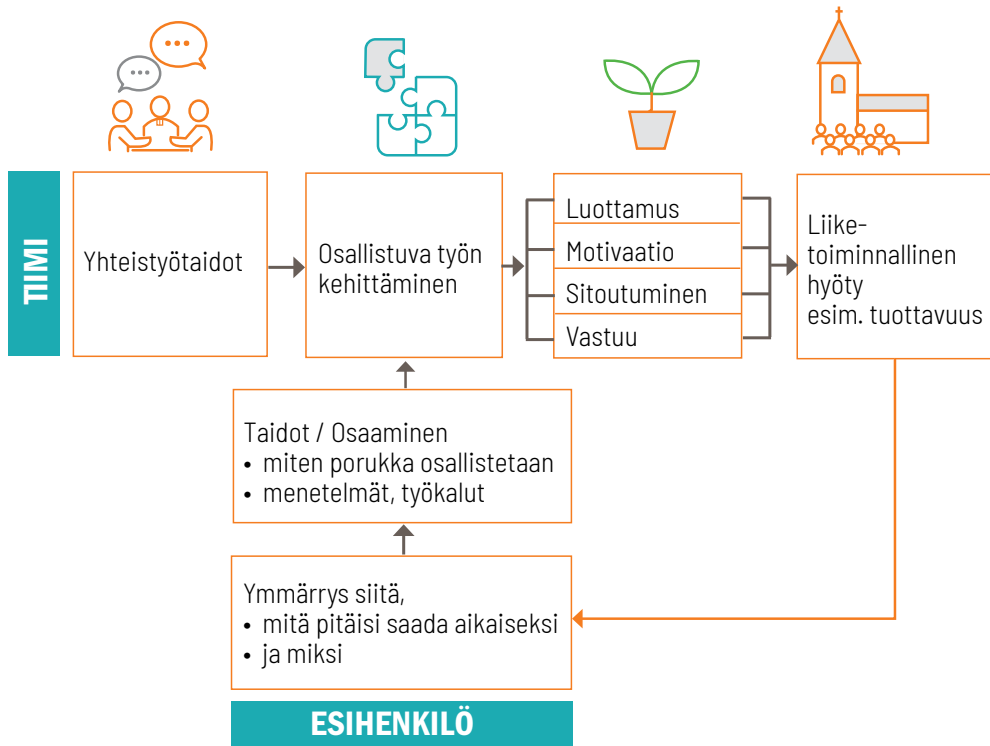 TIIMI
Yhteistyötaidot
Osallistuva työn
kehittäminen
Luottamus
Motivaatio
Sitoutuminen
Vastuu
Liike-
toiminnallinen
hyöty
esim. tuottavuus
Taidot / Osaaminen
• miten porukka osallistetaan
• menetelmät, työkalut
Ymmärrys siitä,
• mitä pitäisi saada aikaiseksi
• ja miksi
ESIHENKILÖ